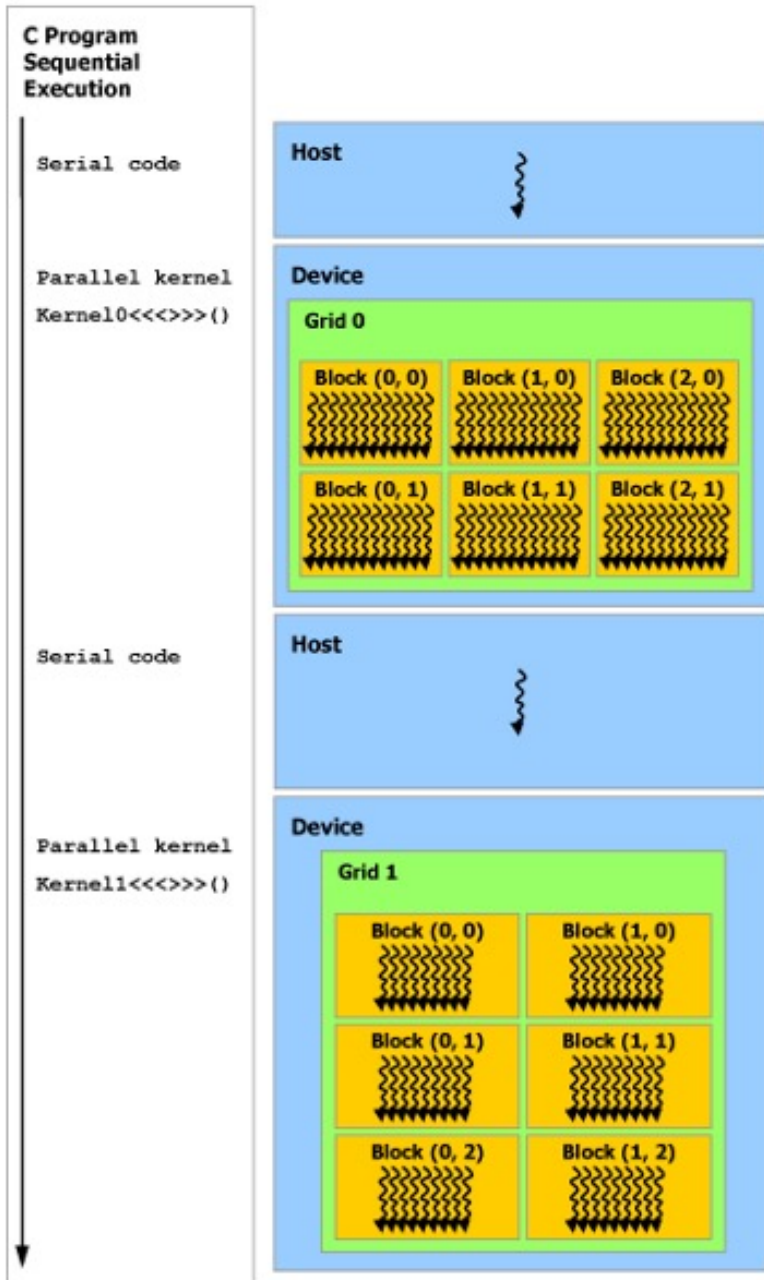 C Program
Sequential
Execution
Serial code
Host
Parallel kernel
Kernel0<<<>>>()
Device
Grid 0
Block (0, 0)
Block (1, 0)
Block (2, 0)
Block (0, 1)
Block (1, 1)
Block (2, 1)
Serial code
Host
Parallel kernel
Kernel1<<<>>>()
Device
Grid 1
Block (0, 0)
Block (1, 0)
Block (0, 1)
Block (1, 1)
Block (0, 2)
Block (1, 2)